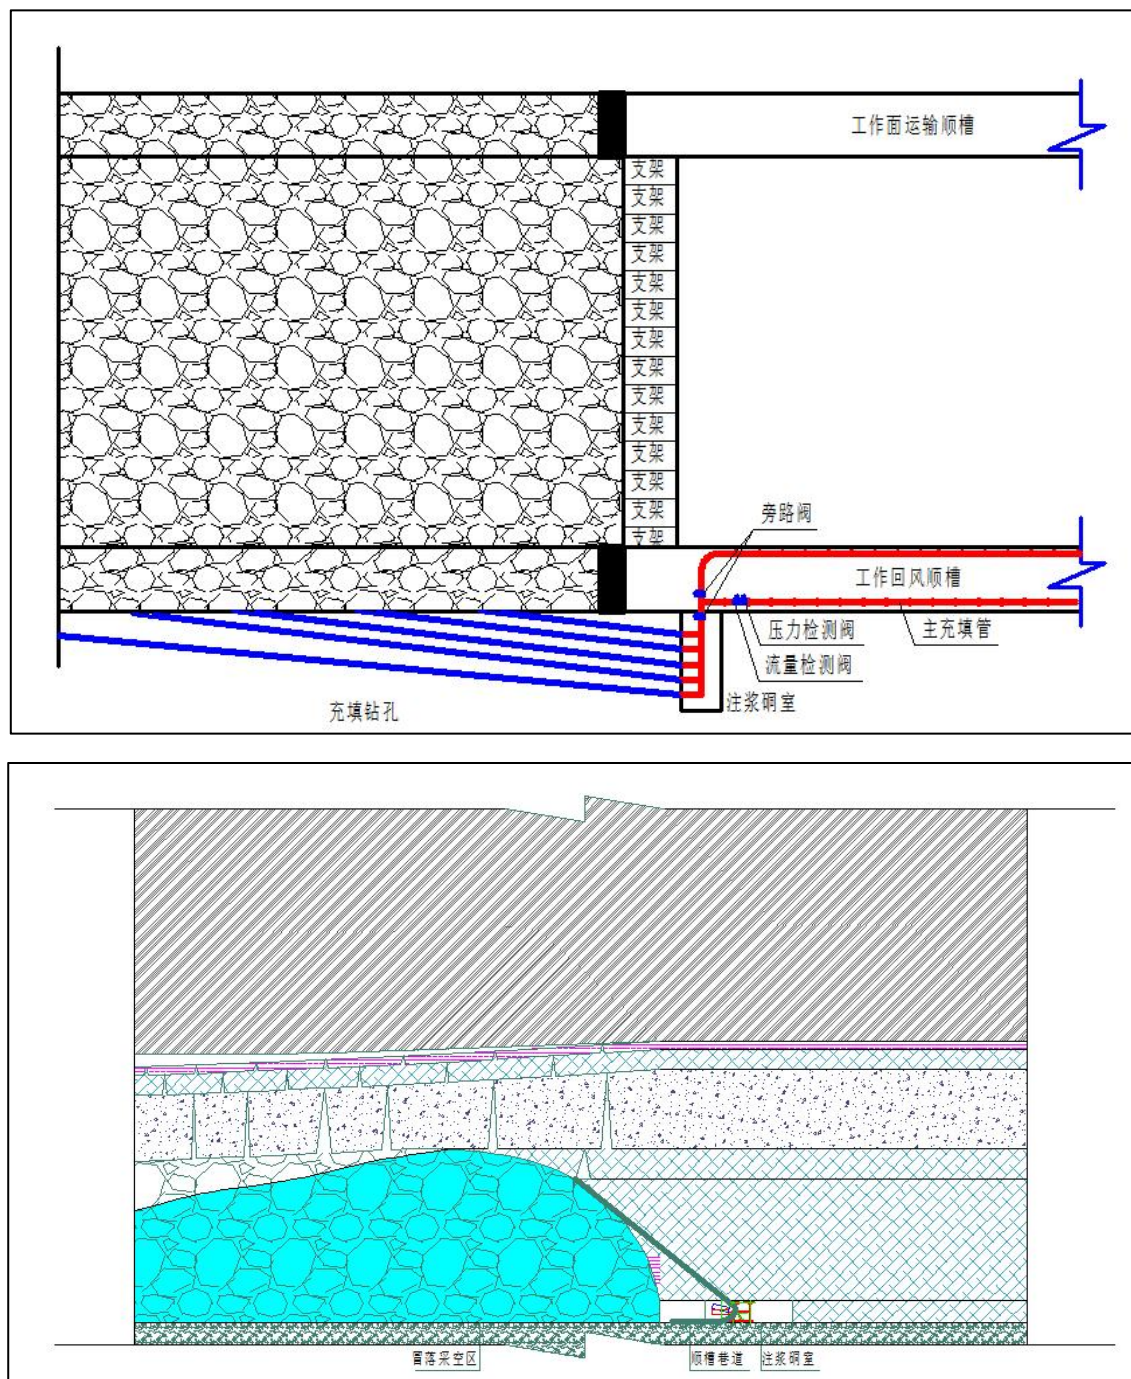 工作面运输顺槽
支架
支架
支架
支架
支架
支架
支架
支架
支架
支架
支架
支架
支架
支架
旁路阀
工作回风顺槽
压力检测阀
主充填管
流量检测阀
注浆硐室
充填钻孔
冒落采空区
顺槽巷道
注浆硐室